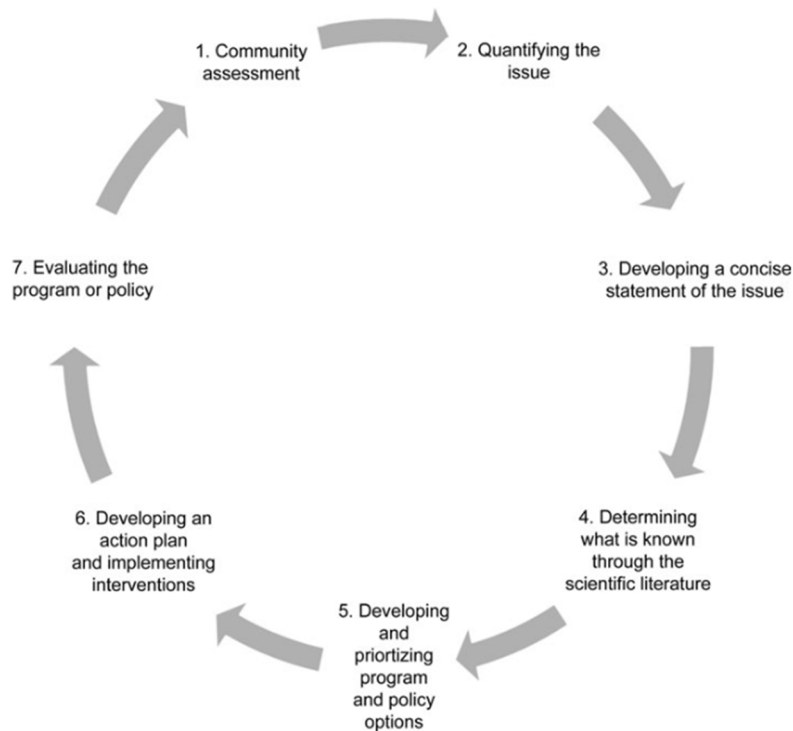 1. Community
assessment
2. Quantifying the
issue
3. Developing a concise
statement of the issue
4. Determining
what is known
through the
scientific literature
5. Developing
and
priortizing
program
and policy
options
6. Developing an
action plan
and implementing
interventions
7. Evaluating the
program or policy